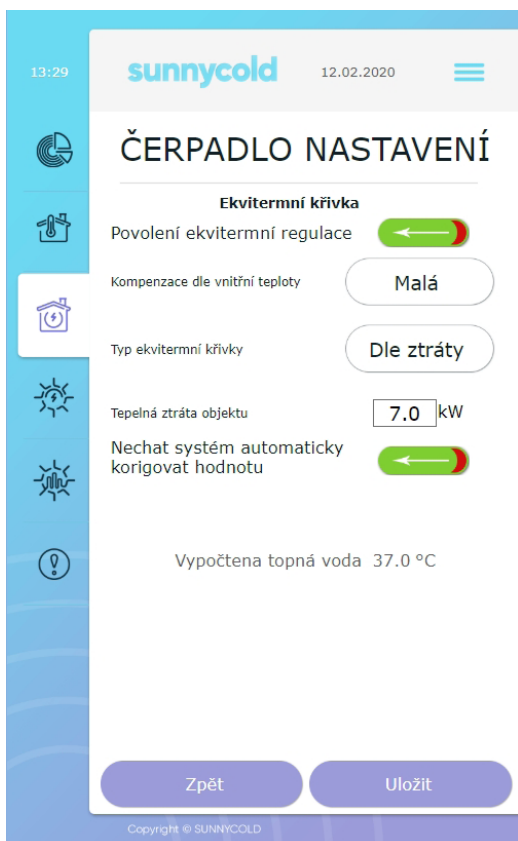 13:29
sunnycold
12.02.2020
ČERPADLO NASTAVENÍ
Ekvitermní křivka
Povolení ekvitermní regulace
Kompenzace dle vnitřní teploty
Malá
Typ ekvitermní křivky
Dle ztráty
Tepelná ztráta objektu
7.0 kW
Nechat systém automaticky
korigovat hodnotu
Vypočtena topná voda 37.0 °C
Zpět
Uložit
Copyright © SUNNYCOLD